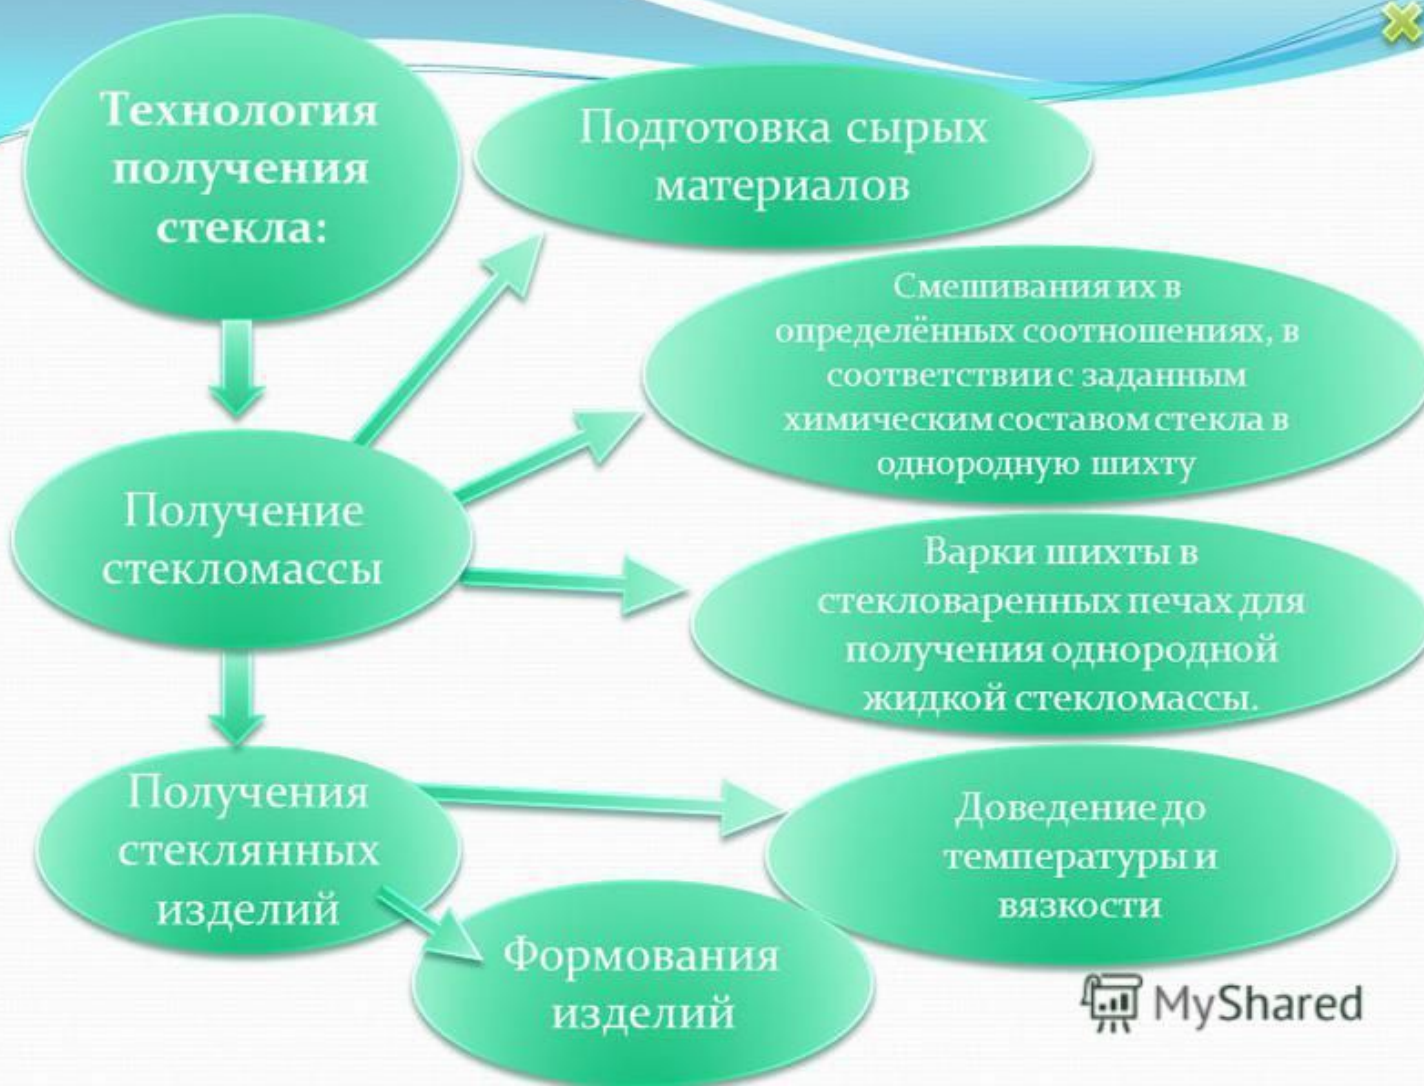 Технология
получения
стекла:
Подготовка сырых
материалов
Смешивания их в
определённых соотношениях, в
соответствии с заданным
химическим составом стекла в
однородную шихту
Получение
стекломассы
Варки шихты в
стекловаренных печах для
получения однородной
жидкой стекломассы.
Получения
стеклянных
изделий
Доведение до
температуры и
вязкости
Формования
изделий
MyShared